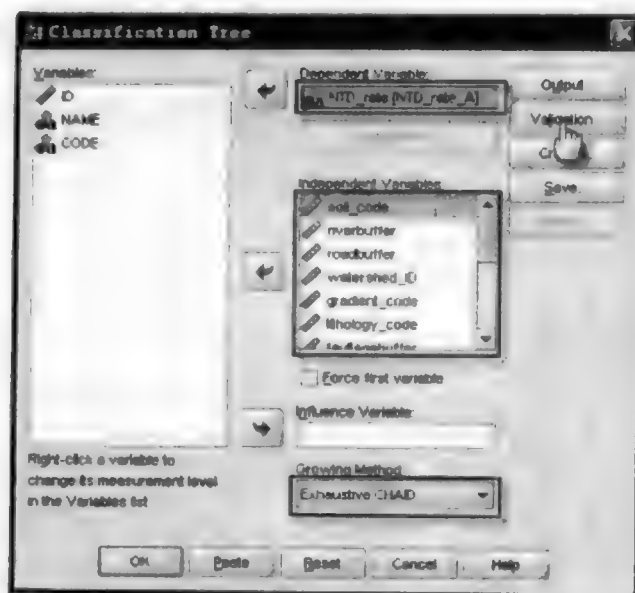 Classification Tree
Variables:
ID
NAME
CODE
Dependent Variable:
NTD_rate [NTD_rate_A]
Output
Validation
Save.
Independent Variables
soil_code
riverbuffer
roadbuffer
watershed_ID
gradient_code
lithology_code
Force first variable
Influence Variable:
Right-click a variable to
change its measurement level
in the Variables list
Growing Method
Exhaustive CHAID
OK
Paste
Reset
Cancel
Help